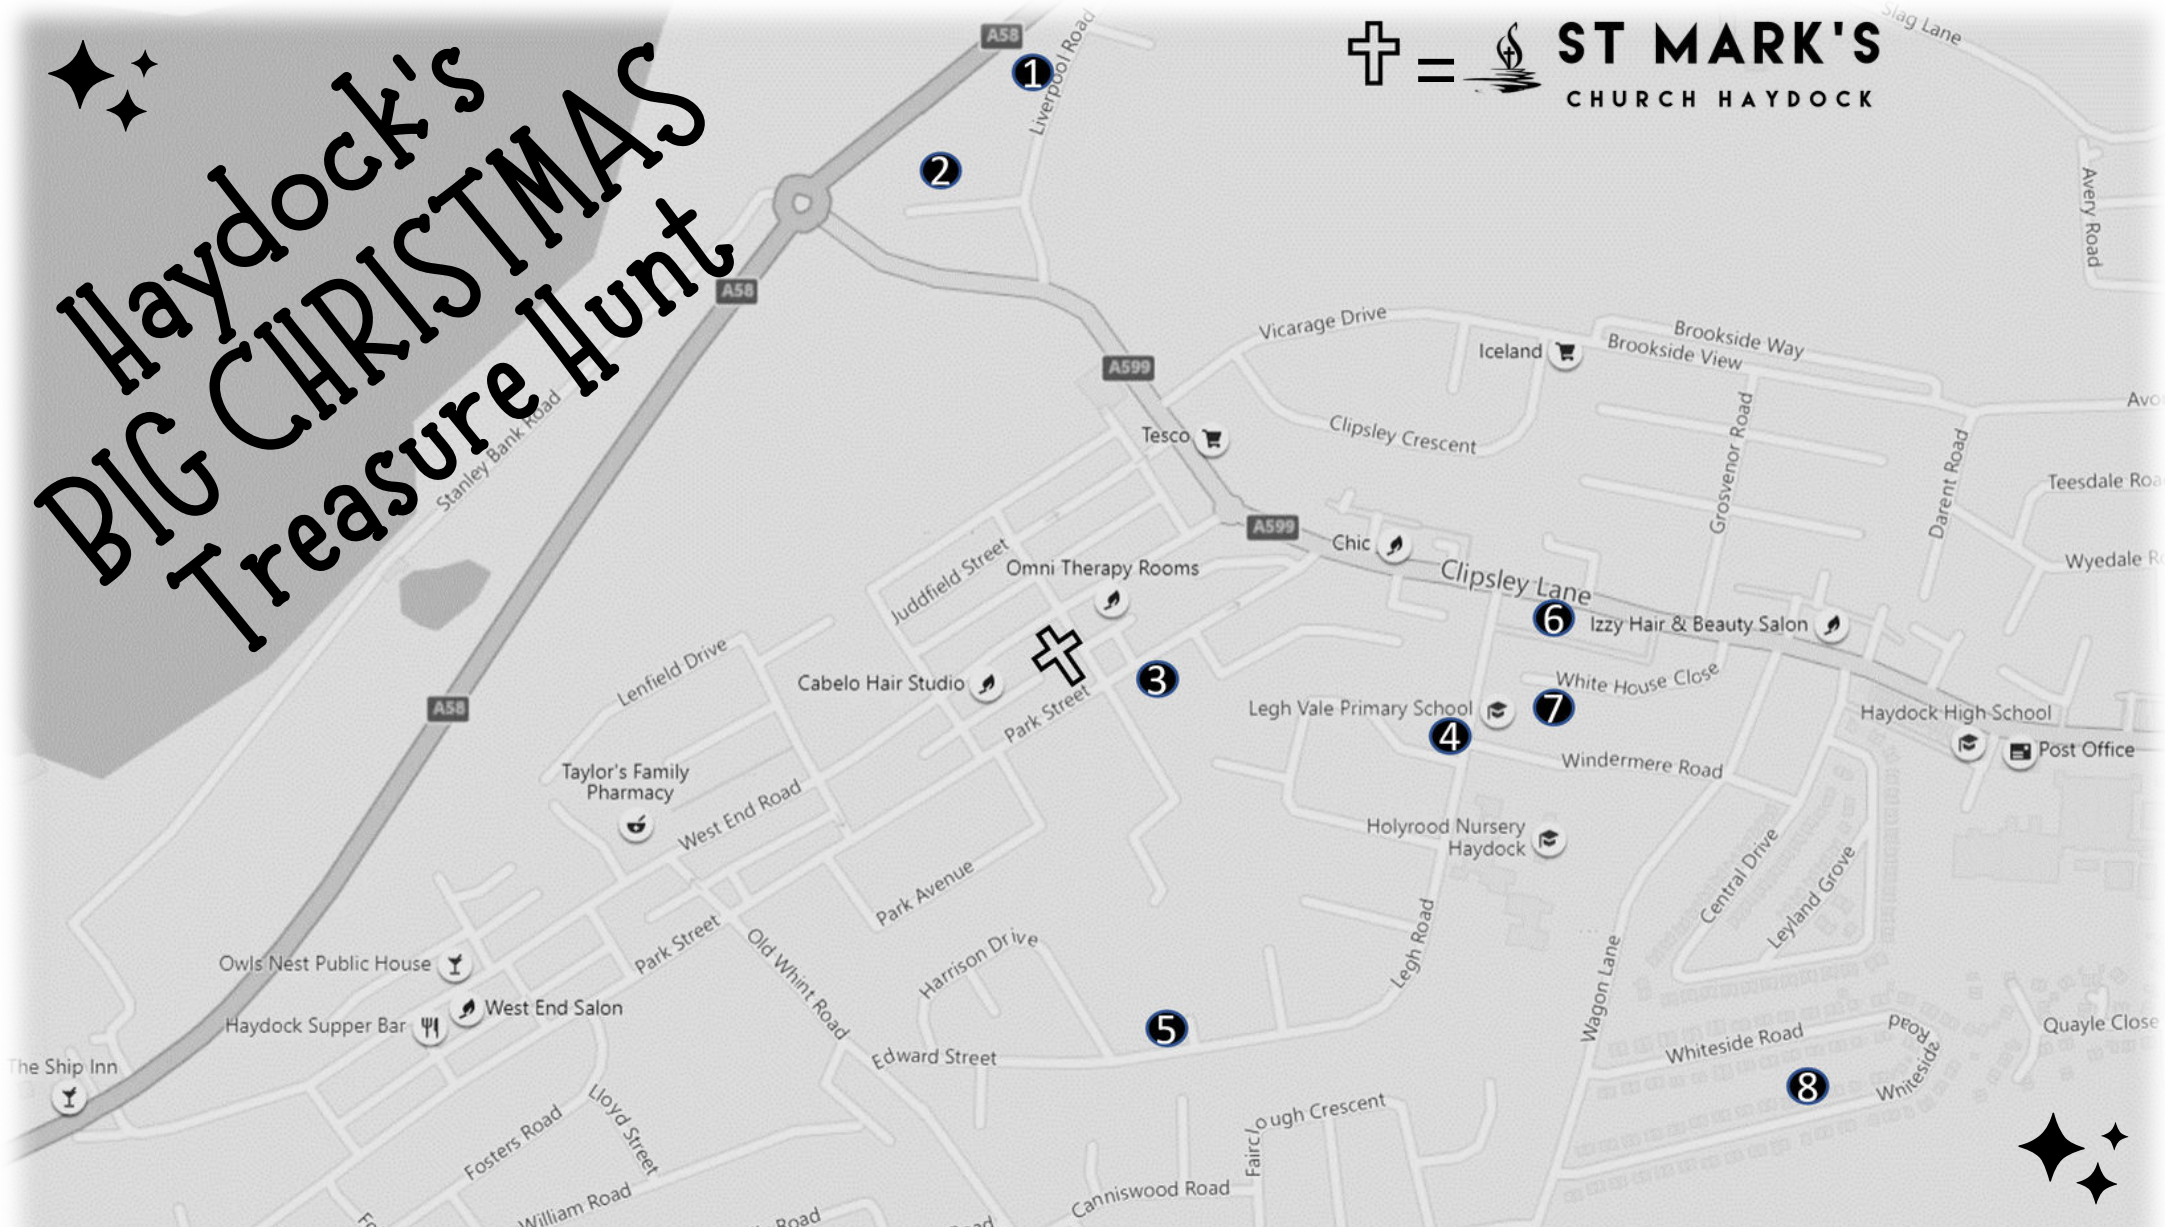 Haydock's
BIG CHRISTMAS
Treasure Hunt
= ST MARK'S
CHURCH HAYDOCK
Slag Lane
A58
1
Liverpool Road
2
Avery Road
A58
Vicarage Drive
Brookside Way
Iceland
Brookside View
A599
Stanley Bank Road
Tesco
Clipsley Crescent
Grosvenor Road
Darent Road
Teesdale
A599
Chic
Juddfield Street
Omni Therapy Rooms
Clipsley Lane
Wyedale
6
Izzy Hair & Beauty Salon
Lenfield Drive
Cabelo Hair Studio
3
White House Close
A58
Park Street
Legh Vale Primary School
7
4
Haydock High School
Post Office
Taylor's Family
Pharmacy
Windermere Road
West End Road
Holyrood Nursery
Haydock
Central Drive
Leyland Grove
Park Avenue
Park Street
Old Whint Road
Harrison Drive
Legh Road
Wagon Lane
Owls Nest Public House
West End Salon
Haydock Supper Bar
5
Edward Street
Whiteside Road
Whiteside Road
Quayle Close
The Ship Inn
8
Lloyd Street
Fosters Road
Fairclough Crescent
William Road
Canniswood Road
Road